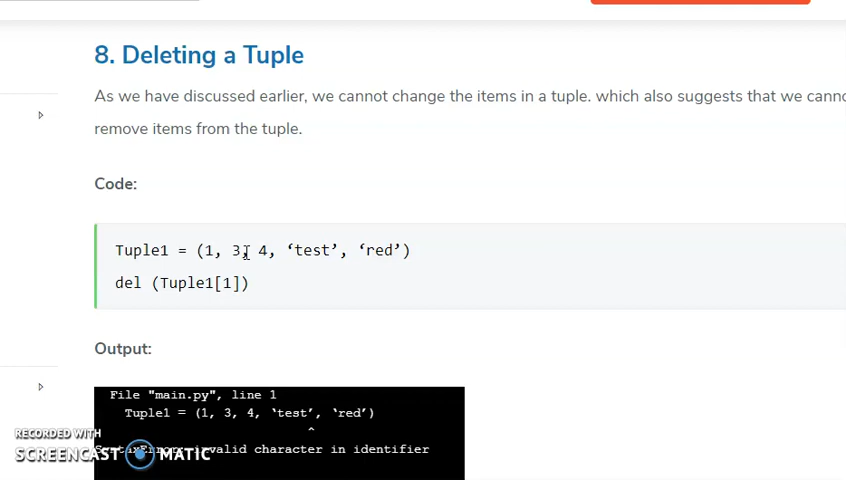 8. Deleting a Tuple
As we have discussed earlier, we cannot change the items in a tuple. which also suggests that we
remove items from the tuple.
Code:
Tuple1 = (1, 3, 4, ‘test’, ‘red’)
del (Tuple1[1])
Output:
File "main.py", line 1
Tuple1 = (1, 3, 4, ‘test’, ‘red’)
^
SyntaxError: invalid character in identifier
RECORDED WITH
SCREENCAST MATIC